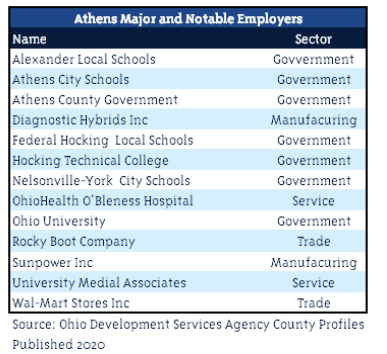 Athens Major and Notable Employers
Name Sector
Alexander Local Schools Govvernment
Athens City Schools Government
Athens County Government Government
Diagnostic Hybrids Inc Manufacuring
Federal Hocking Local Schools Government
Hocking Technical College Government
Nelsonville-York City Schools Government
OhioHealth O'Bleness Hospital Service
Ohio University Government
Rocky Boot Company Trade
Sunpower Inc Manufacuring
University Medial Associates Service
Wal-Mart Stores Inc Trade
Source: Ohio Development Services Agency County Profiles
Published 2020